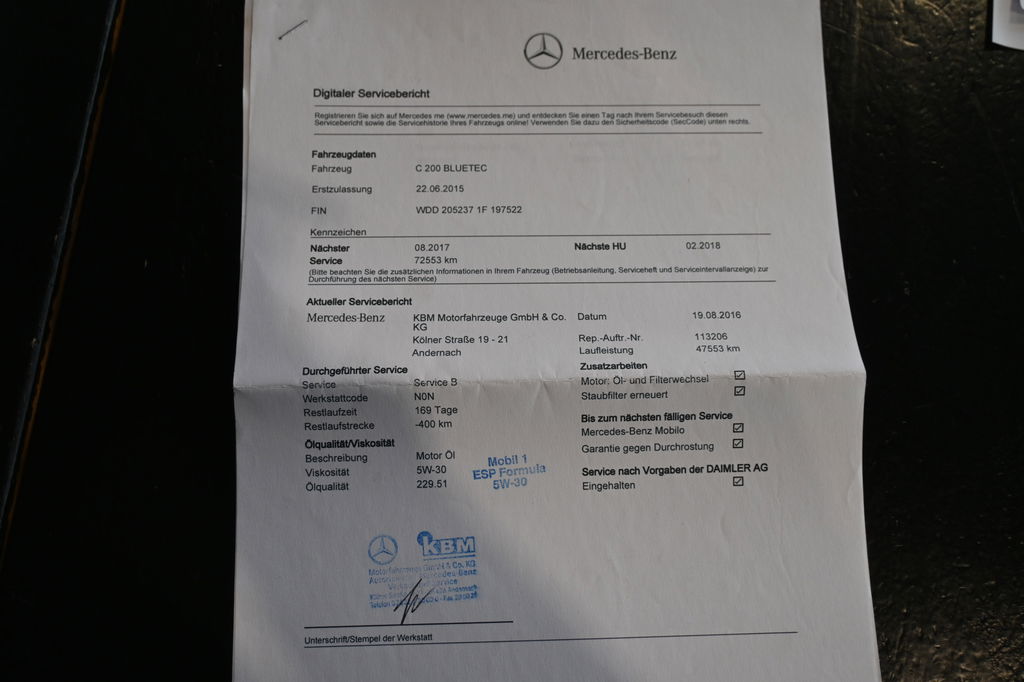 Mercedes-Benz
Digitaler Servicebericht
Registrieren Sie sich auf Mercedes me (www.mercedes.me) und entdecken Sie einen Tag nach Ihrem Servicebesuch diesen
Servicebericht sowie die Servicehistorie Ihres Fahrzeugs online! Verwenden Sie dazu den Sicherheitscode (SecCode) unten rechts.
Fahrzeugdaten
Fahrzeug C 200 BLUETEC
Erstzulassung 22.06.2015
FIN WDD 205237 1F 197522
Kennzeichen
Nächster 08.2017 Nächste HU 02.2018
Service 72553 km
(Bitte beachten Sie die zusätzlichen Informationen in Ihrem Fahrzeug (Betriebsanleitung, Serviceheft und Serviceintervallanzeige) zur
Durchführung des nächsten Service)
Aktueller Servicebericht
Mercedes-Benz KBM Motorfahrzeuge GmbH & Co. Datum 19.08.2016
KG
Kölner Straße 19 - 21 Rep.-Auftr.-Nr. 113206
Andernach Laufleistung 47553 km
Durchgeführter Service Zusatzarbeiten
Service Service B Motor: Öl- und Filterwechsel
Werkstattcode N0N Staubfilter erneuert
Restlaufzeit 169 Tage
Restlaufstrecke -400 km Bis zum nächsten fälligen Service
Mercedes-Benz Mobilo
Ölqualität/Viskosität Garantie gegen Durchrostung
Beschreibung Motor Öl
Viskosität 5W-30 Service nach Vorgaben der DAIMLER AG
Ölqualität 229.51 Eingehalten
Mobil 1
ESP Formula
5W-30
KBM
GmbH & Co. KG
Mercedes-Benz
Service
Telefon
Unterschrift/Stempel der Werkstatt